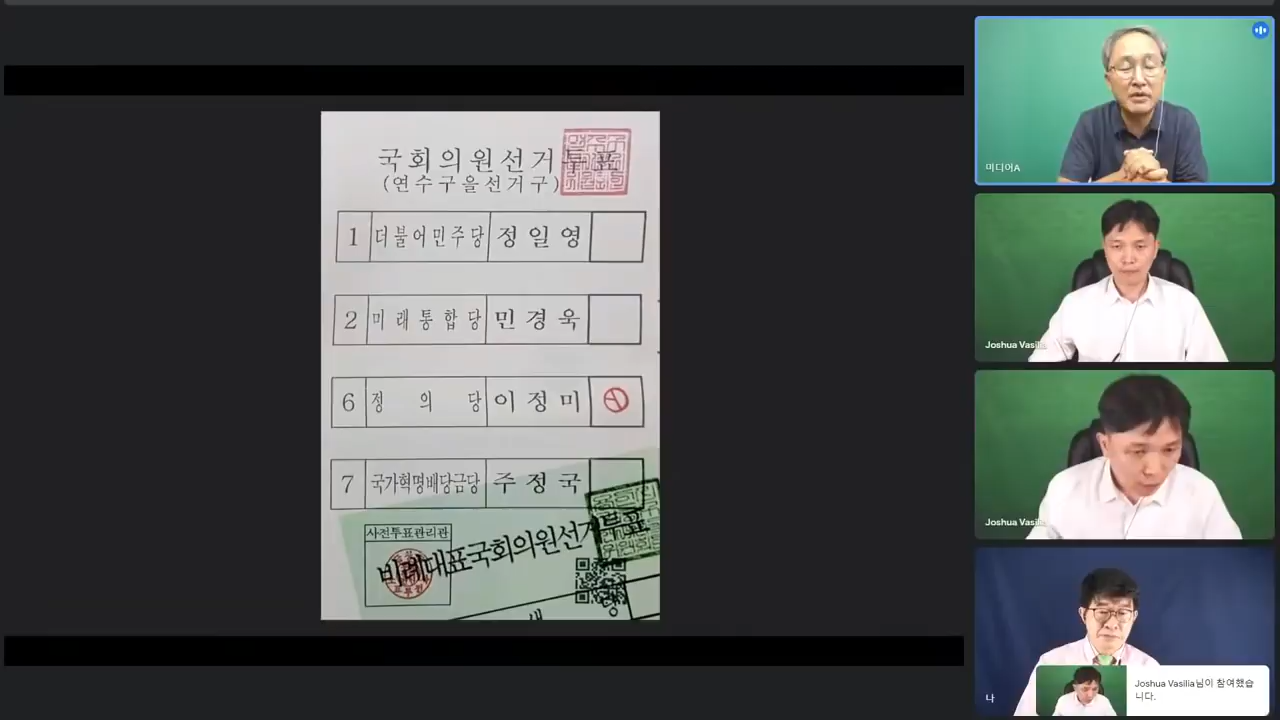 국회의원선거투표
(연수구을선거구)
1 더불어민주당 정일영
2 미래통합당 민경욱
6 정의당 이정미
7 국가혁명배당금당 주정국
사전투표관리관
비례대표국회의원선거투표
미디어A
Joshua Vasilia
Joshua Vasilia
나
Joshua Vasilia님이 참여했습
니다.